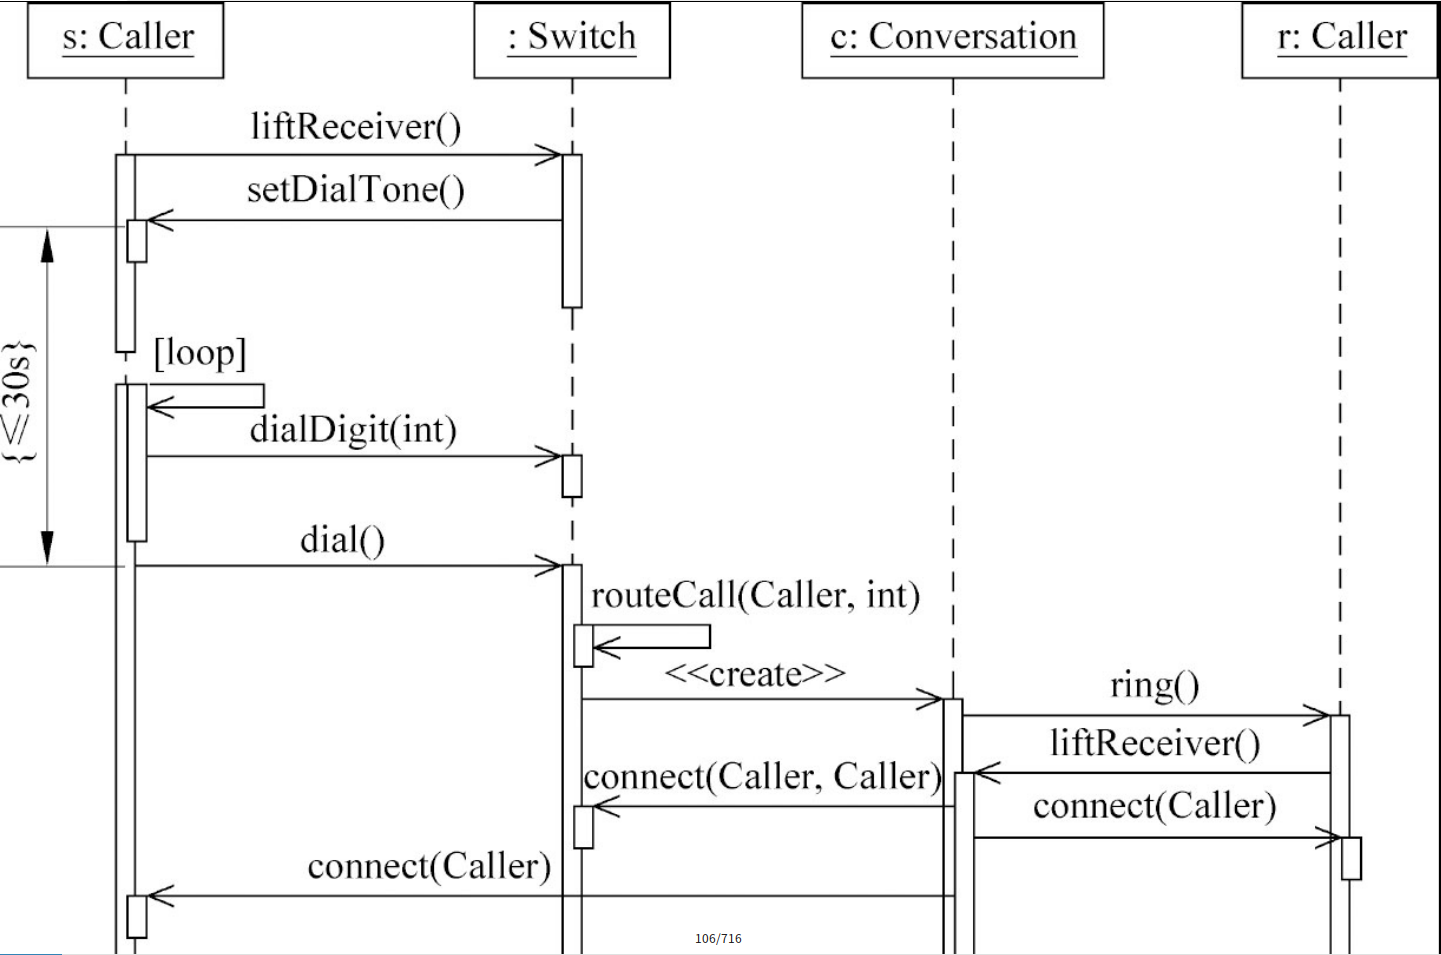 s: Caller
: Switch
c: Conversation
r: Caller
liftReceiver()
setDialTone()
{≤30s}
[loop]
dialDigit(int)
dial()
routeCall(Caller, int)
<<create>>
ring()
liftReceiver()
connect(Caller, Caller)
connect(Caller)
connect(Caller)
106/716